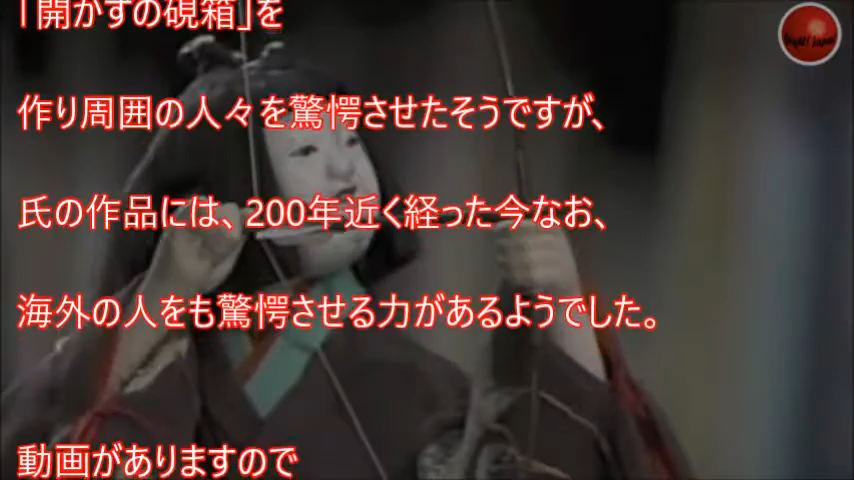 「開かずの硯箱」を
作り周囲の人々を驚愕させたそうですが、
氏の作品には、200年近く経った今なお、
海外の人をも驚愕させる力があるようでした。
動画がありますので